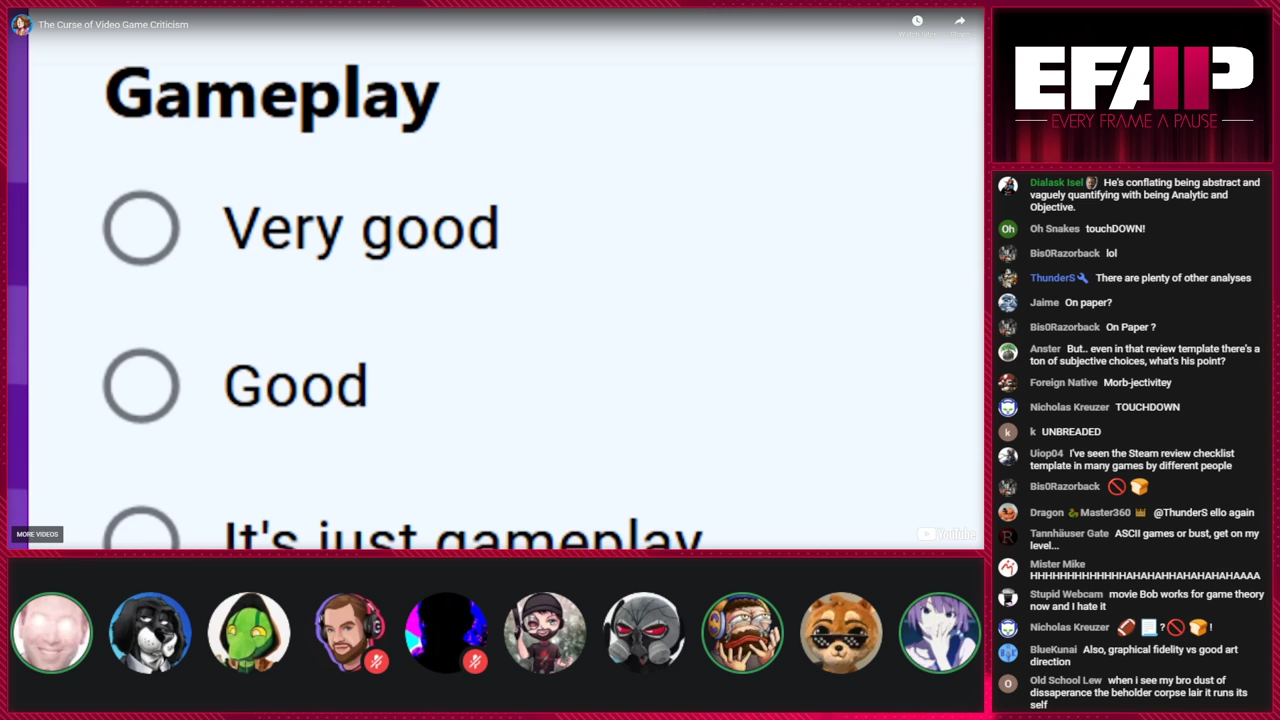 The Curse of Video Game Criticism
Watch later
Share
Gameplay
Very good
Good
It's just gameplay
MORE VIDEOS
YouTube
EFAP
EVERY FRAME A PAUSE
Dialask Isel He's conflating being abstract and
vaguely quantifying with being Analytic and
Objective.
Oh
Oh Snakes touchDOWN!
Bis0Razorback lol
ThunderS There are plenty of other analyses
Jaime On paper?
Bis0Razorback On Paper ?
Anster But.. even in that review template there's a
ton of subjective choices, what's his point?
Foreign Native Morb-jectivitey
Nicholas Kreuzer TOUCHDOWN
k
k UNBREADED
Uiop04 I've seen the Steam review checklist
template in many games by different people
Bis0Razorback 🚫 🍞
Dragon 🐉Master360 👑 @ThunderS ello again
Tannhäuser Gate ASCII games or bust, get on my
level...
Mister Mike
HHHHHHHHHHHHHAHAHAHHAHAHAHAHAAAA
Stupid Webcam movie Bob works for game theory
now and I hate it
Nicholas Kreuzer 🏈 📃?🚫 🍞!
BlueKunai Also, graphical fidelity vs good art
direction
O
Old School Lew when i see my bro dust of
dissaperance the beholder corpse lair it runs its
self